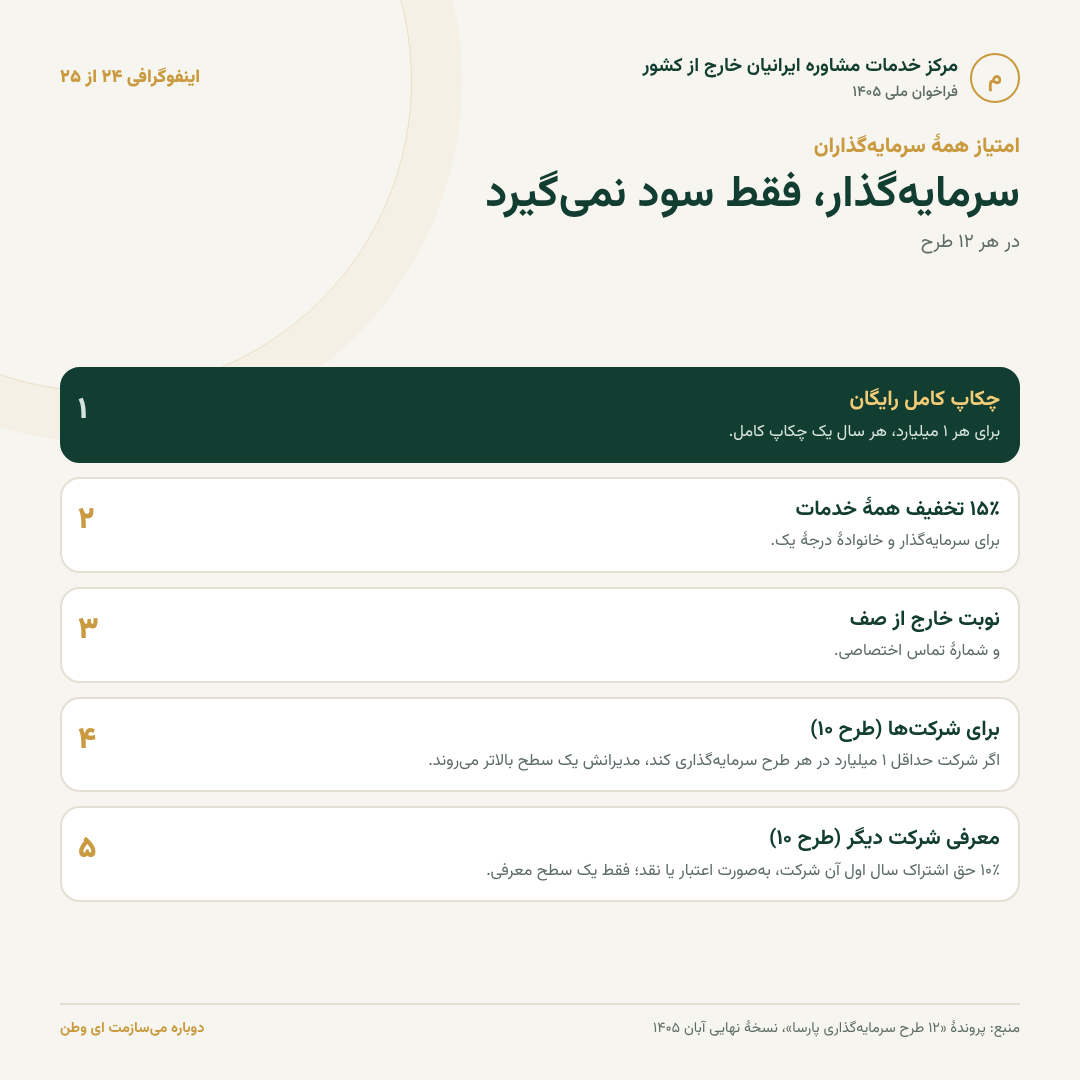 م
مرکز خدمات مشاوره ایرانیان خارج از کشور
فراخوان ملی ۱۴۰۵
اینفوگرافی ۲۴ از ۲۵
امتیاز همهٔ سرمایه‌گذاران
سرمایه‌گذار، فقط سود نمی‌گیرد
در هر ۱۲ طرح
چکاپ کامل رایگان
۱
برای هر ۱ میلیارد، هر سال یک چکاپ کامل.
۱۵٪ تخفیف همهٔ خدمات
۲
برای سرمایه‌گذار و خانوادهٔ درجهٔ یک.
نوبت خارج از صف
۳
و شمارهٔ تماس اختصاصی.
برای شرکت‌ها (طرح ۱۰)
۴
اگر شرکت حداقل ۱ میلیارد در هر طرح سرمایه‌گذاری کند، مدیرانش یک سطح بالاتر می‌روند.
معرفی شرکت دیگر (طرح ۱۰)
۵
۱۰٪ حق اشتراک سال اول آن شرکت، به‌صورت اعتبار یا نقد؛ فقط یک سطح معرفی.
منبع: پروندهٔ «۱۲ طرح سرمایه‌گذاری پارسا»، نسخهٔ نهایی آبان ۱۴۰۵
دوباره می‌سازمت ای وطن